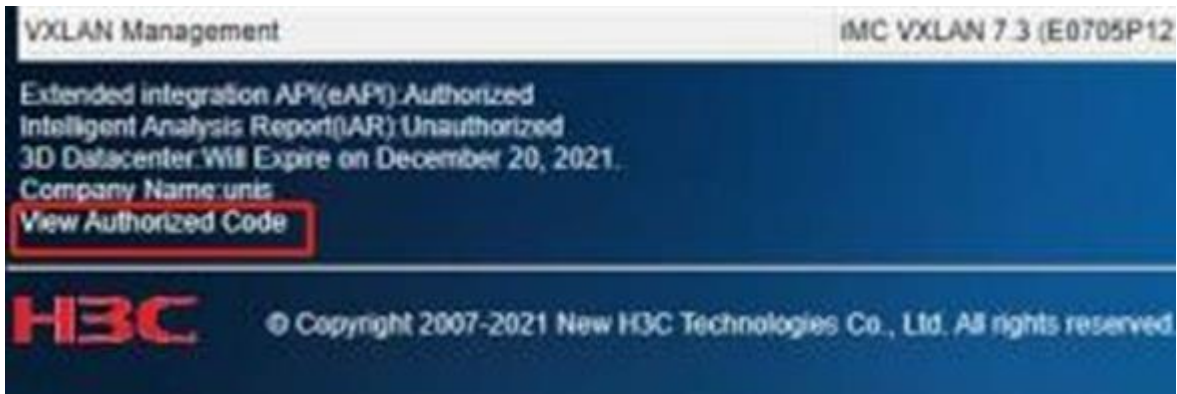 VXLAN Management iMC VXLAN 7.3 (E0705P12
Extended integration API(eAPI):Authorized
Intelligent Analysis Report(IAR):Unauthorized
3D Datacenter:Will Expire on December 20, 2021.
Company Name:unis
View Authorized Code
H3C © Copyright 2007-2021 New H3C Technologies Co., Ltd. All rights reserved.